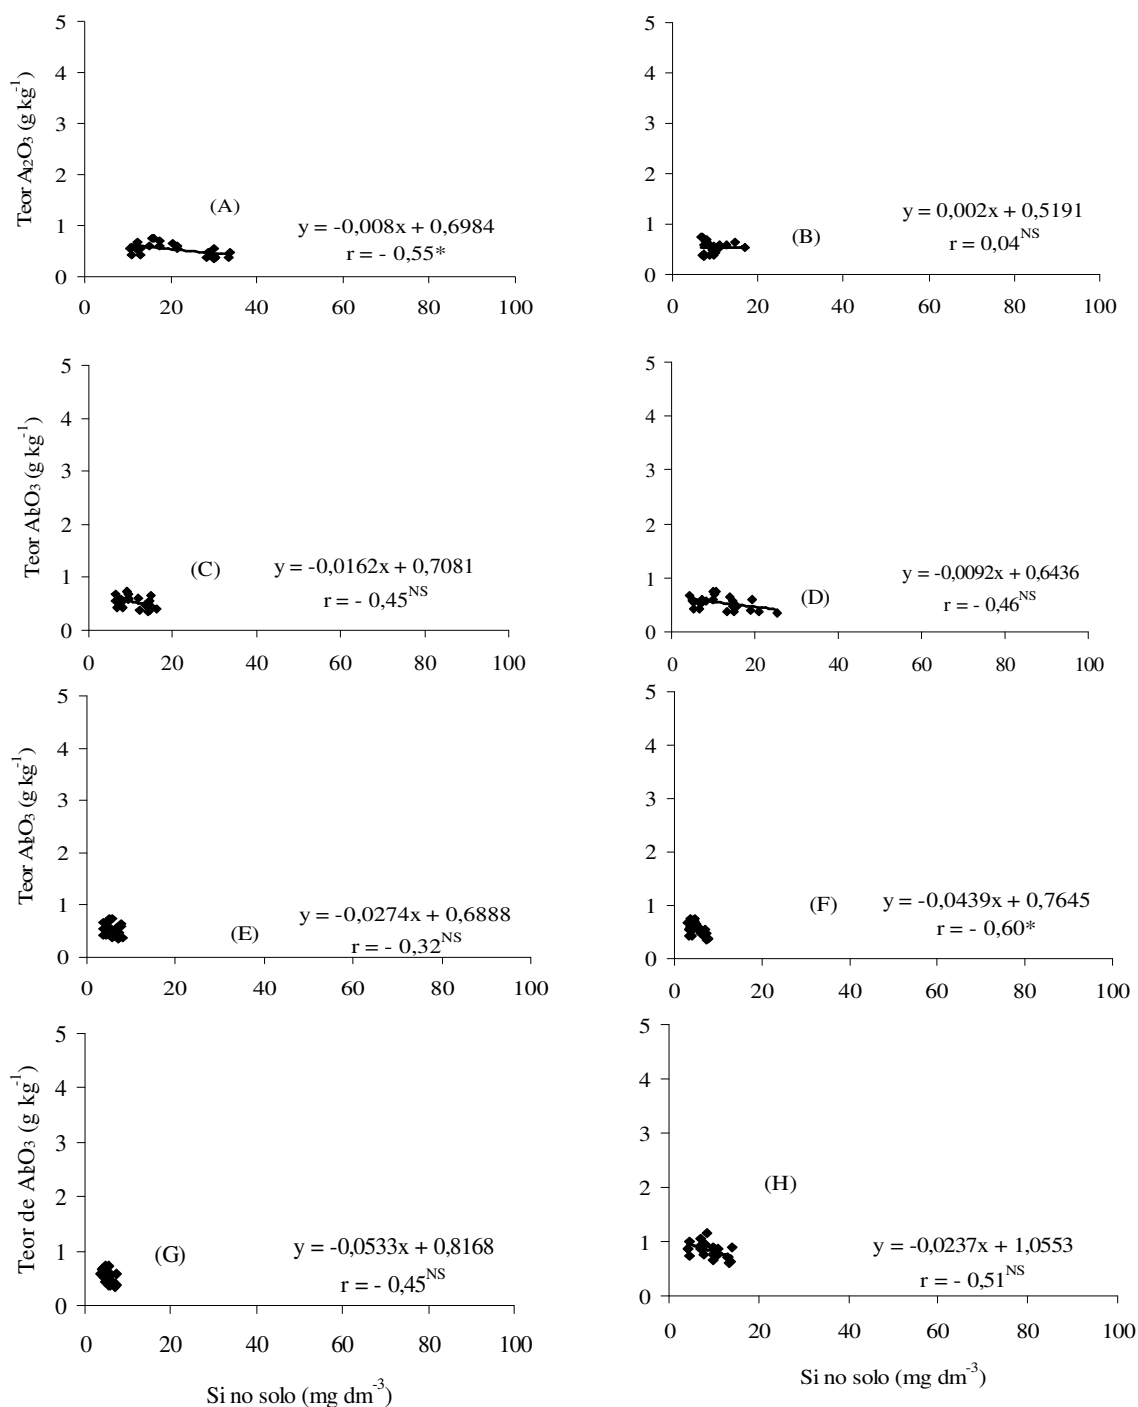 5
4
3
2
1
0
0 20 40 60 80 100
Teor Al2O3 (g kg-1)
(A)
y = -0,008x + 0,6984
r = - 0,55*
5
4
3
2
1
0
0 20 40 60 80 100
(B)
y = 0,002x + 0,5191
r = 0,04NS
5
4
3
2
1
0
0 20 40 60 80 100
Teor Al2O3 (g kg-1)
(C)
y = -0,0162x + 0,7081
r = - 0,45NS
5
4
3
2
1
0
0 20 40 60 80 100
(D)
y = -0,0092x + 0,6436
r = - 0,46NS
5
4
3
2
1
0
0 20 40 60 80 100
Teor Al2O3 (g kg-1)
(E)
y = -0,0274x + 0,6888
r = - 0,32NS
5
4
3
2
1
0
0 20 40 60 80 100
(F)
y = -0,0439x + 0,7645
r = - 0,60*
5
4
3
2
1
0
0 20 40 60 80 100
Teor de Al2O3 (g kg-1)
(G)
y = -0,0533x + 0,8168
r = - 0,45NS
Si no solo (mg dm-3)
5
4
3
2
1
0
0 20 40 60 80 100
(H)
y = -0,0237x + 1,0553
r = - 0,51NS
Si no solo (mg dm-3)